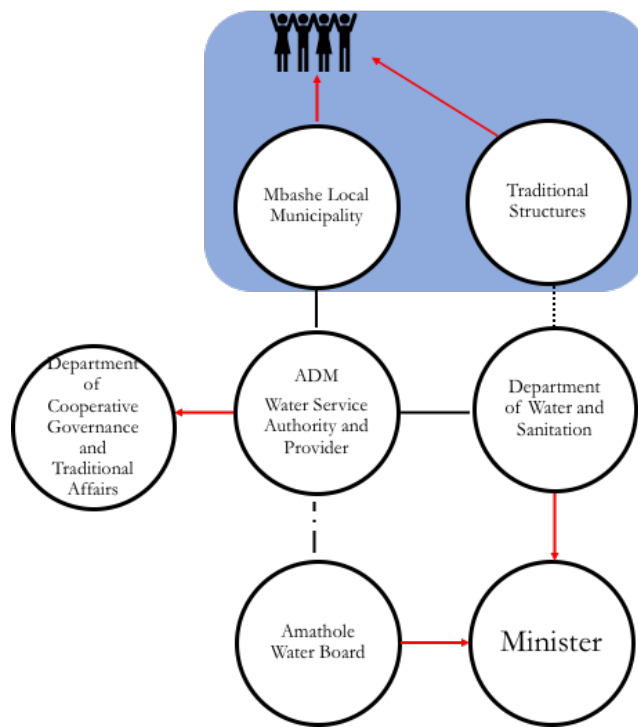 Mbashe Local
Municipality
Traditional
Structures
Department
of
Cooperative
Governance
and
Traditional
Affairs
ADM
Water Service
Authority and
Provider
Department
of Water and
Sanitation
Amathole
Water Board
Minister